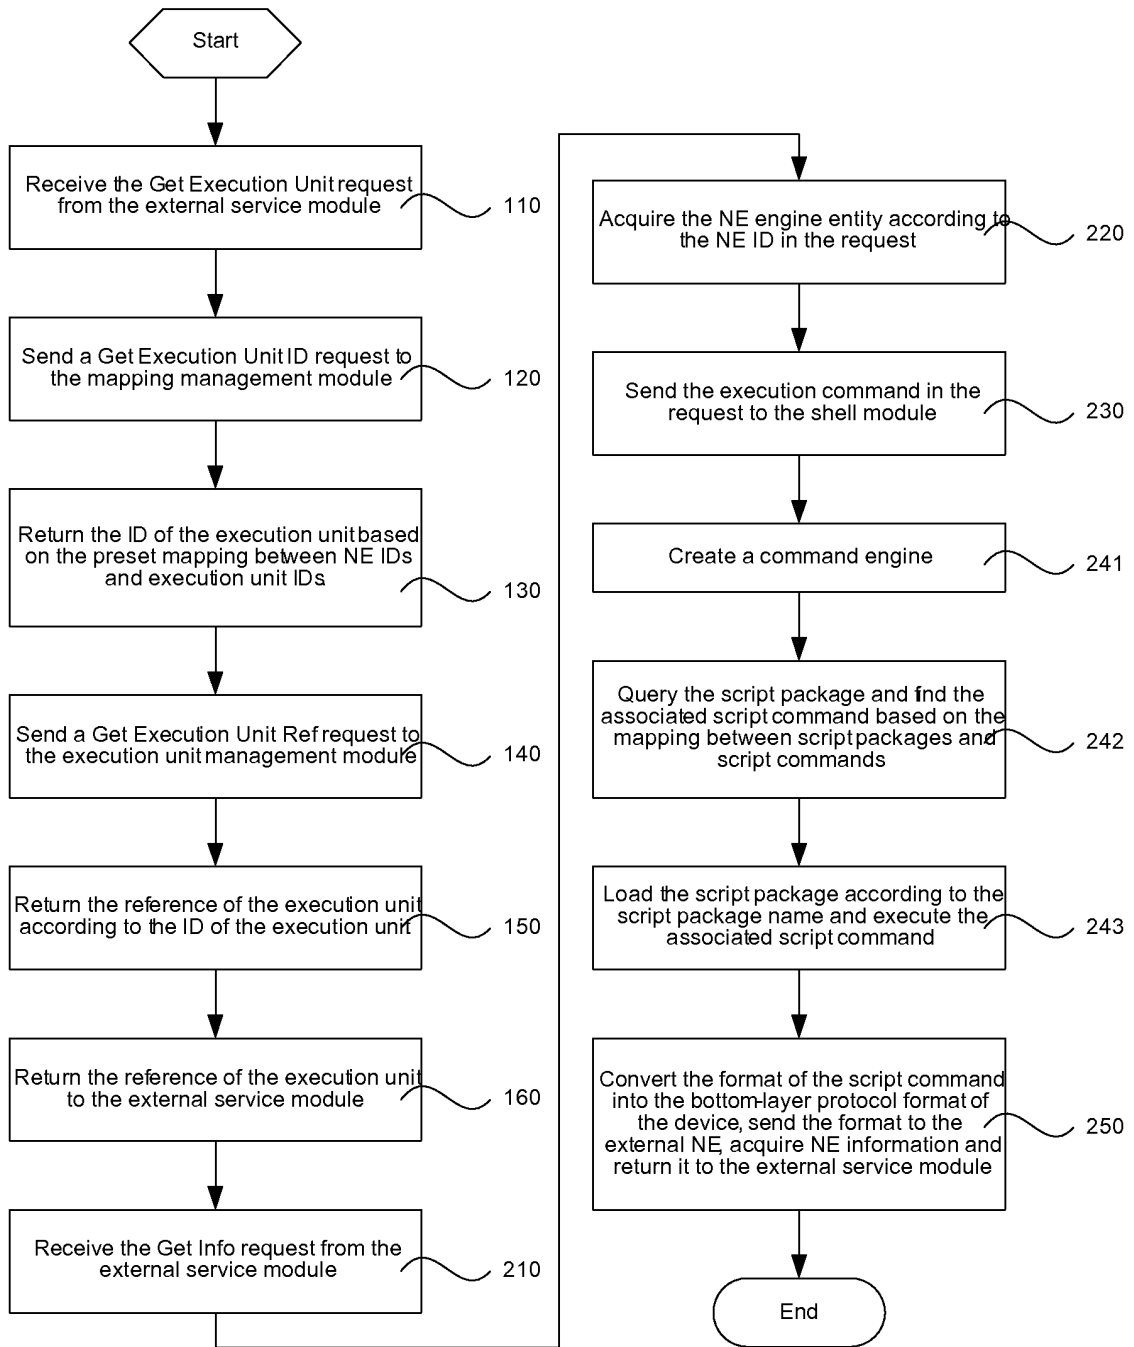 Start
Receive the Get Execution Unit request
from the external service module
110
Send a Get Execution Unit ID request to
the mapping management module
120
Return the ID of the execution unit based
on the preset mapping between NE IDs
and execution unit IDs.
130
Send a Get Execution Unit Ref request to
the execution unit management module
140
Return the reference of the execution unit
according to the ID of the execution unit.
150
Return the reference of the execution unit
to the external service module
160
Receive the Get Info request from the
external service module
210
Acquire the NE engine entity according to
the NE ID in the request
220
Send the execution command in the
request to the shell module
230
Create a command engine
241
Query the script package and find the
associated script command based on the
mapping between script packages and
script commands
242
Load the script package according to the
script package name and execute the
associated script command
243
Convert the format of the script command
into the bottom-layer protocol format of
the device, send the format to the
external NE, acquire NE information and
return it to the external service module
250
End